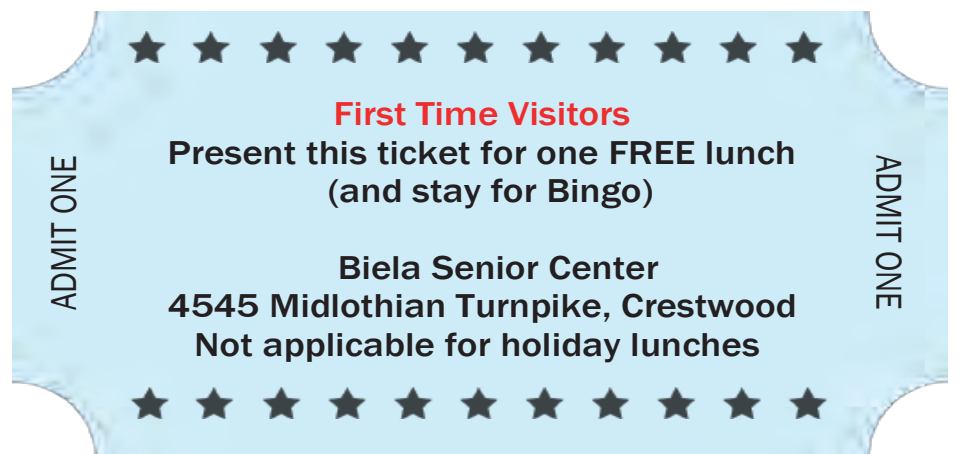 First Time Visitors
Present this ticket for one FREE lunch
(and stay for Bingo)
Biela Senior Center
4545 Midlothian Turnpike, Crestwood
Not applicable for holiday lunches
ADMIT ONE
ADMIT ONE